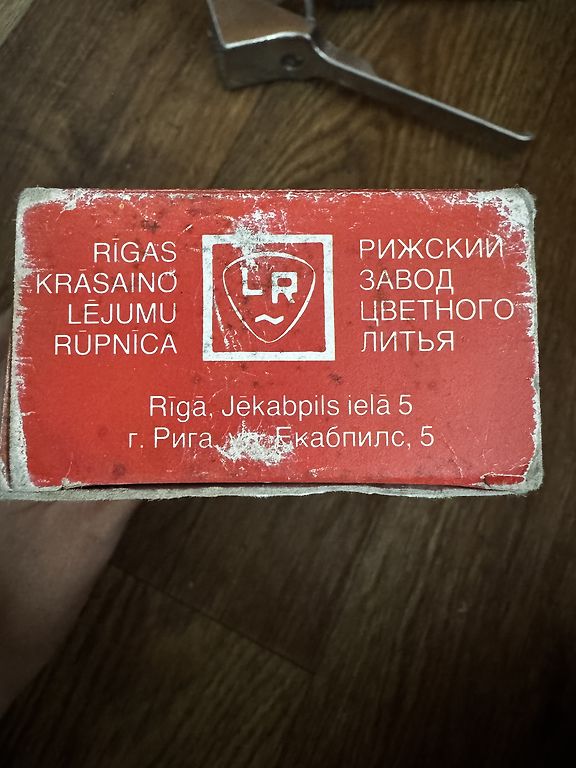 RĪGAS
KRĀSAINO
LĒJUMU
RŪPNĪCA
LR
РИЖСКИЙ
ЗАВОД
ЦВЕТНОГО
ЛИТЬЯ
Rīgā, Jēkabpils ielā 5
г. Рига, Екабпилс, 5